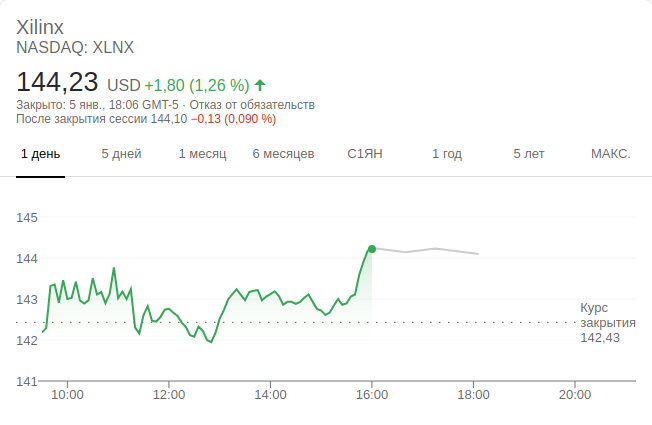 Xilinx
NASDAQ: XLNX
144,23 USD +1,80 (1,26 %)
Закрыто: 5 янв., 18:06 GMT-5 · Отказ от обязательств
После закрытия сессии 144,10 −0,13 (0,090 %)
1 день 5 дней 1 месяц 6 месяцев С1ЯН 1 год 5 лет МАКС.
145
144
143
142
141
Курс
закрытия
142,43
10:00 12:00 14:00 16:00 18:00 20:00